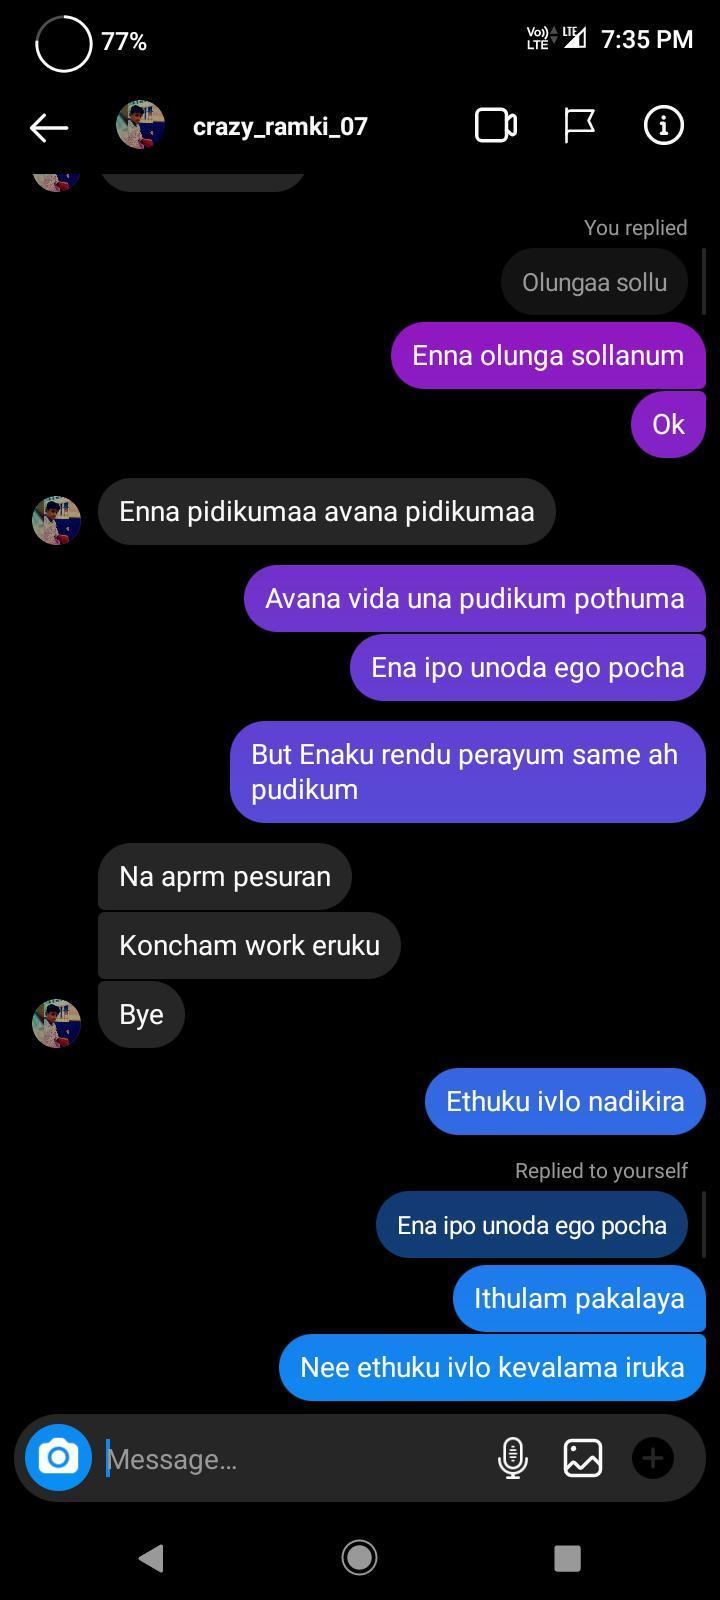 77%
Vo)) LTE LTE 7:35 PM
crazy_ramki_07
You replied
Olungaa sollu
Enna olunga sollanum
Ok
Enna pidikumaa avana pidikumaa
Avana vida una pudikum pothuma
Ena ipo unoda ego pocha
But Enaku rendu perayum same ah
pudikum
Na aprm pesuran
Koncham work eruku
Bye
Ethuku ivlo nadikira
Replied to yourself
Ena ipo unoda ego pocha
Ithulam pakalaya
Nee ethuku ivlo kevalama iruka
Message...